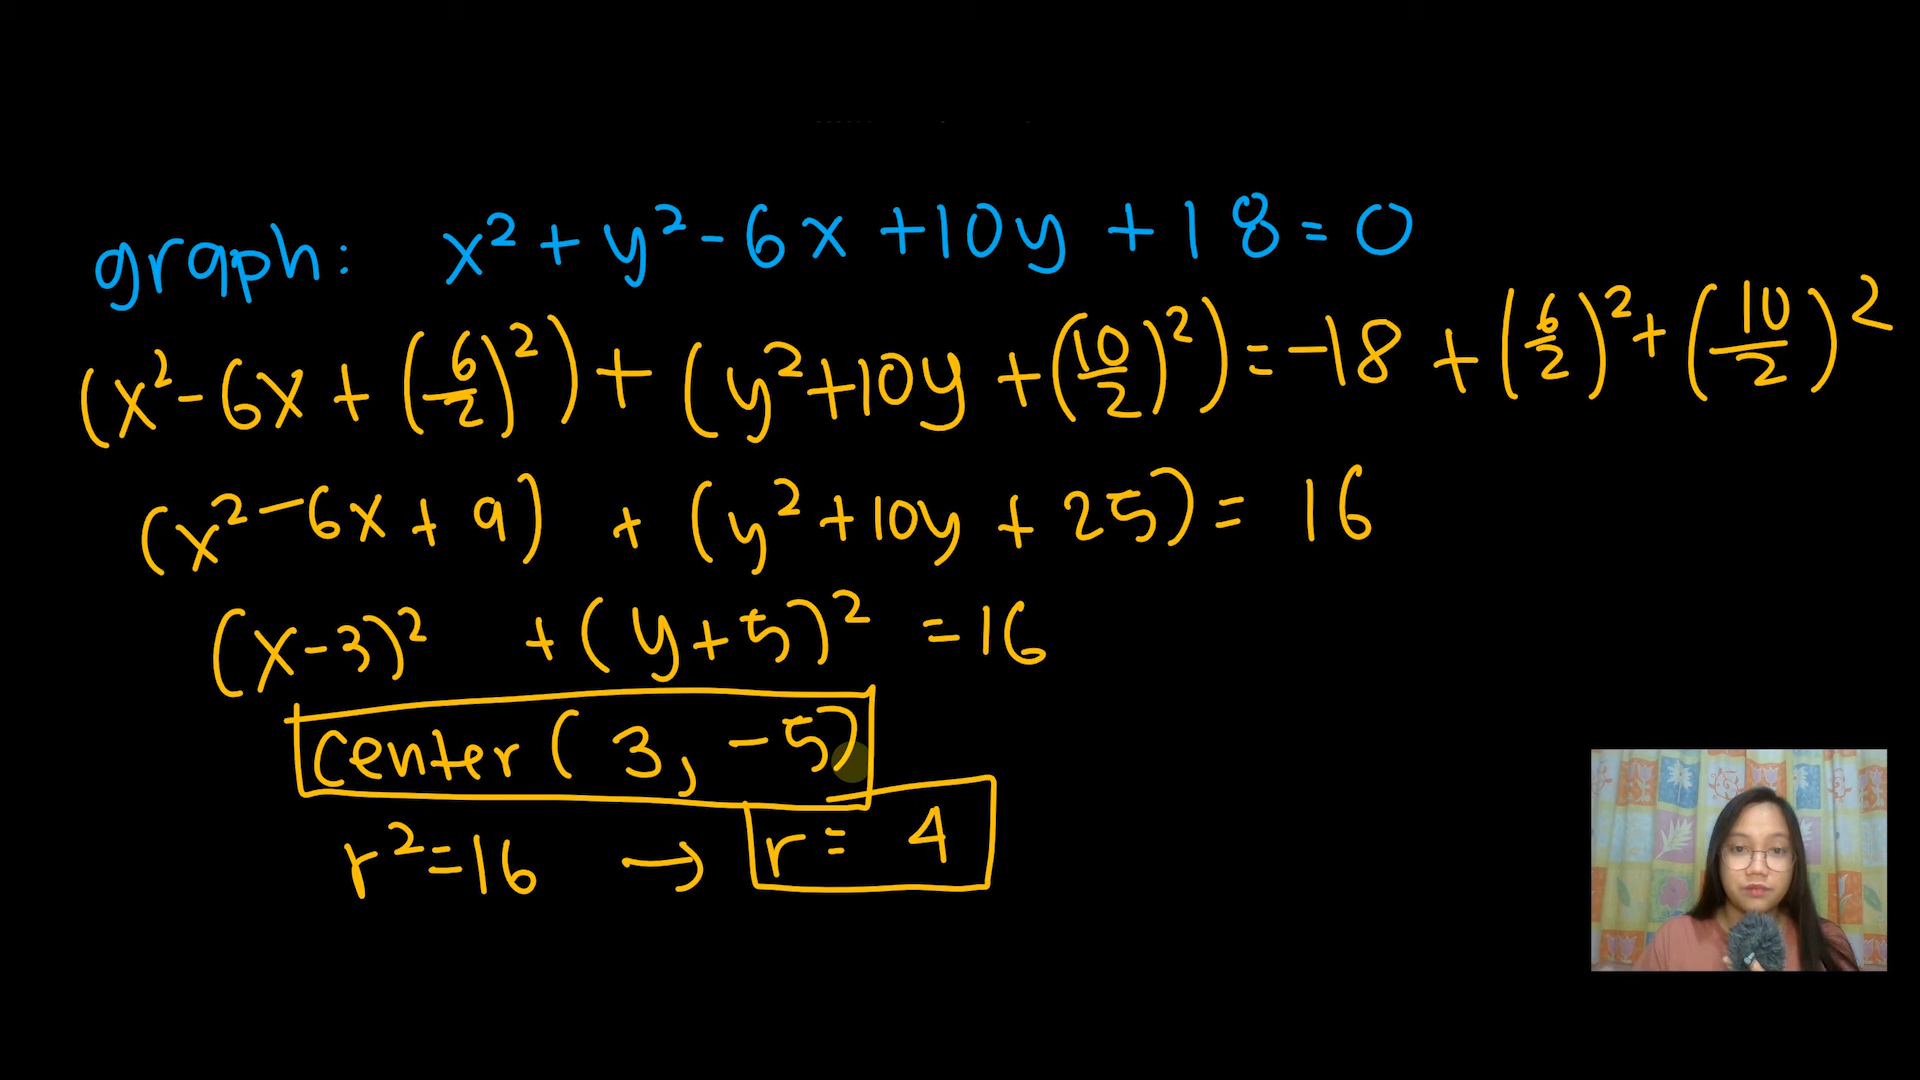 graph: x² + y² - 6x + 10y + 18 = 0
(x² - 6x + (6/2)²) + (y² + 10y + (10/2)²) = -18 + (6/2)² + (10/2)²
(x² - 6x + 9) + (y² + 10y + 25) = 16
(x - 3)² + (y + 5)² = 16
center (3, -5)
r² = 16 → r = 4